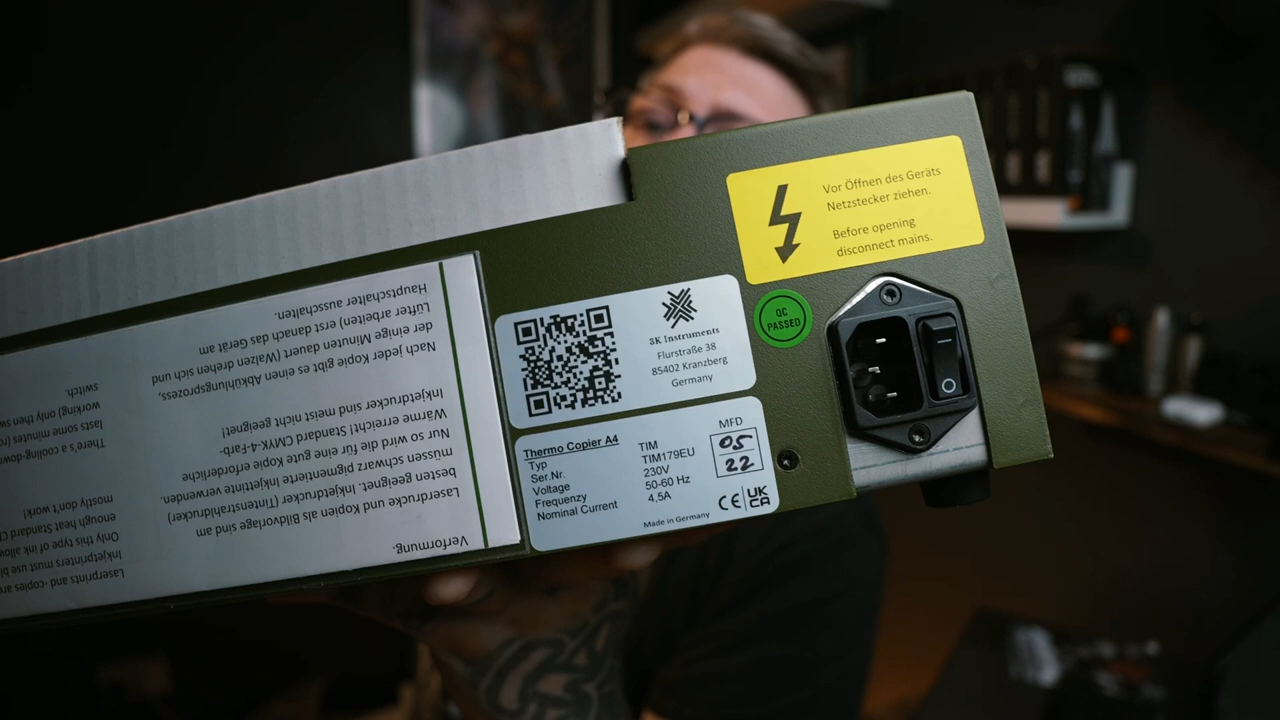 Vor Öffnen des Geräts
Netzstecker ziehen.
Before opening
disconnect mains.
QC
PASSED
3K Instruments
Flurstraße 38
85402 Kranzberg
Germany
Thermo Copier A4
Typ TIM
Ser.Nr. TIM179EU
Voltage 230V
Frequenzy 50-60 Hz
Nominal Current 4,5A
MFD
05
22
CE UK CA
Made in Germany
Verformung.
Laserdrucke und Kopien als Bildvorlage sind am
besten geeignet. Inkjetdrucker (Tintenstrahldrucker)
müssen schwarz pigmentierte Inkjettinte verwenden.
Nur so wird die für eine gute Kopie erforderliche
Wärme erreicht! Standard CMYK-4-Farb-
Inkjetdrucker sind meist nicht geeignet!
Nach jeder Kopie gibt es einen Abkühlungsprozess,
der einige Minuten dauert (Walzen drehen sich und
Lüfter arbeiten) erst danach das Gerät am
Hauptschalter ausschalten.
Laserprints and -copies are
Inkjetprinters must use
Only this type of ink
enough heat Standard
mostly don't work!
There's a cooling-down
lasts some minutes
working) then only
switch.